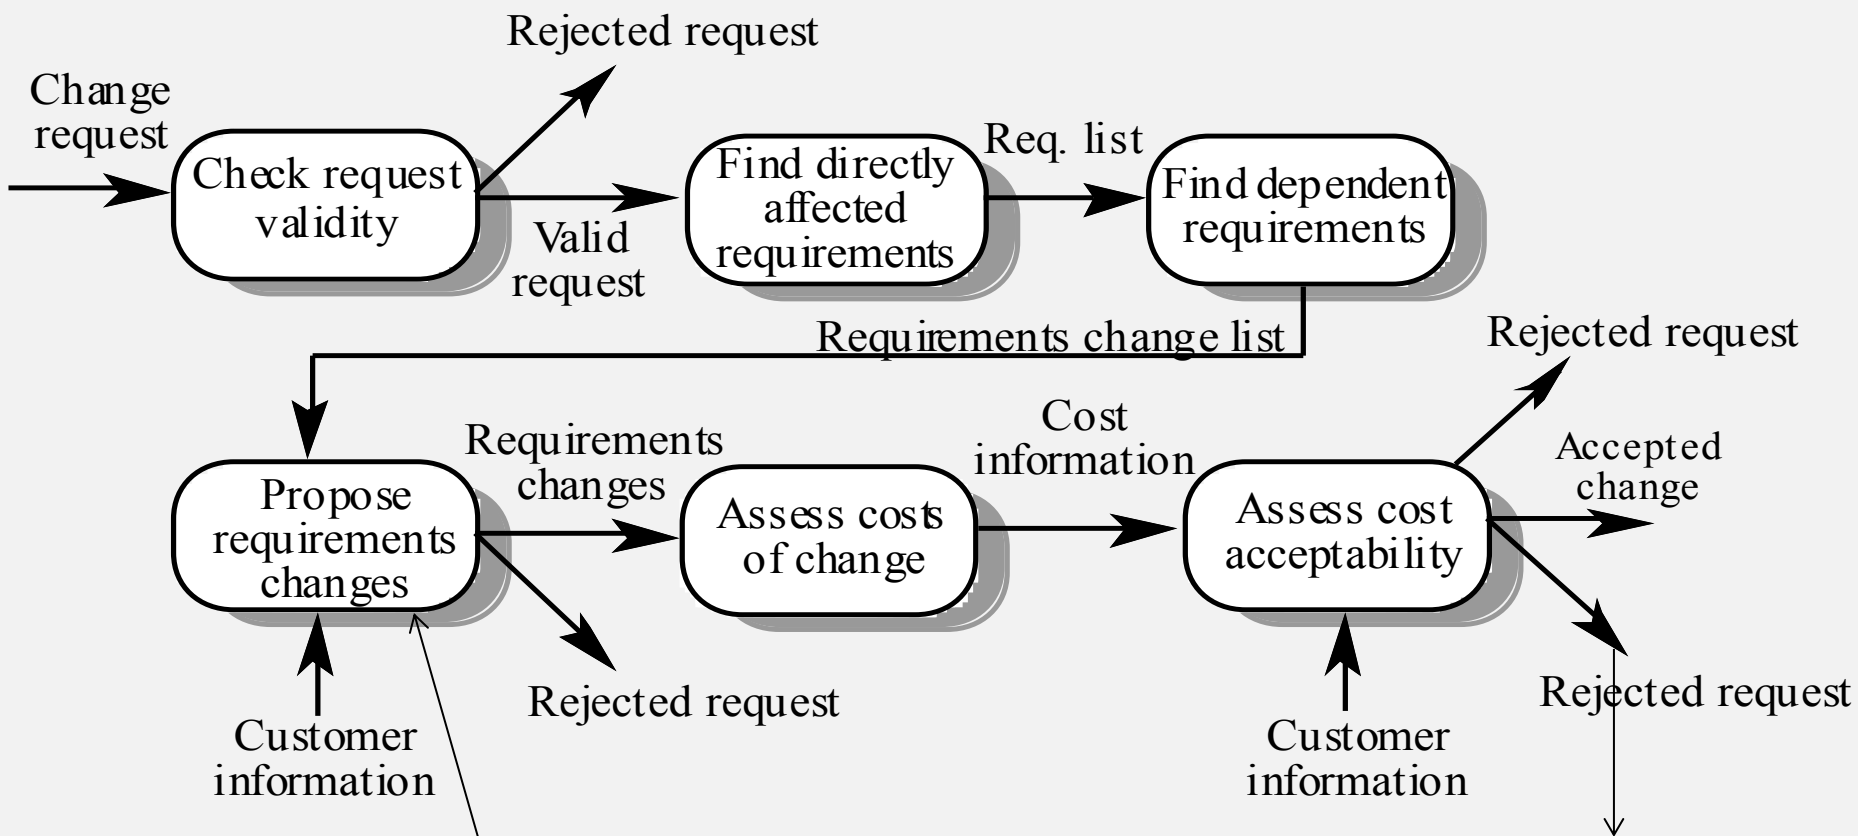 Rejected request
Change
request
Check request
validity
Valid
request
Find directly
affected
requirements
Req. list
Find dependent
requirements
Requirements change list
Rejected request
Propose
requirements
changes
Requirements
changes
Assess costs
of change
Cost
information
Assess cost
acceptability
Accepted
change
Rejected request
Customer
information
Rejected request
Customer
information